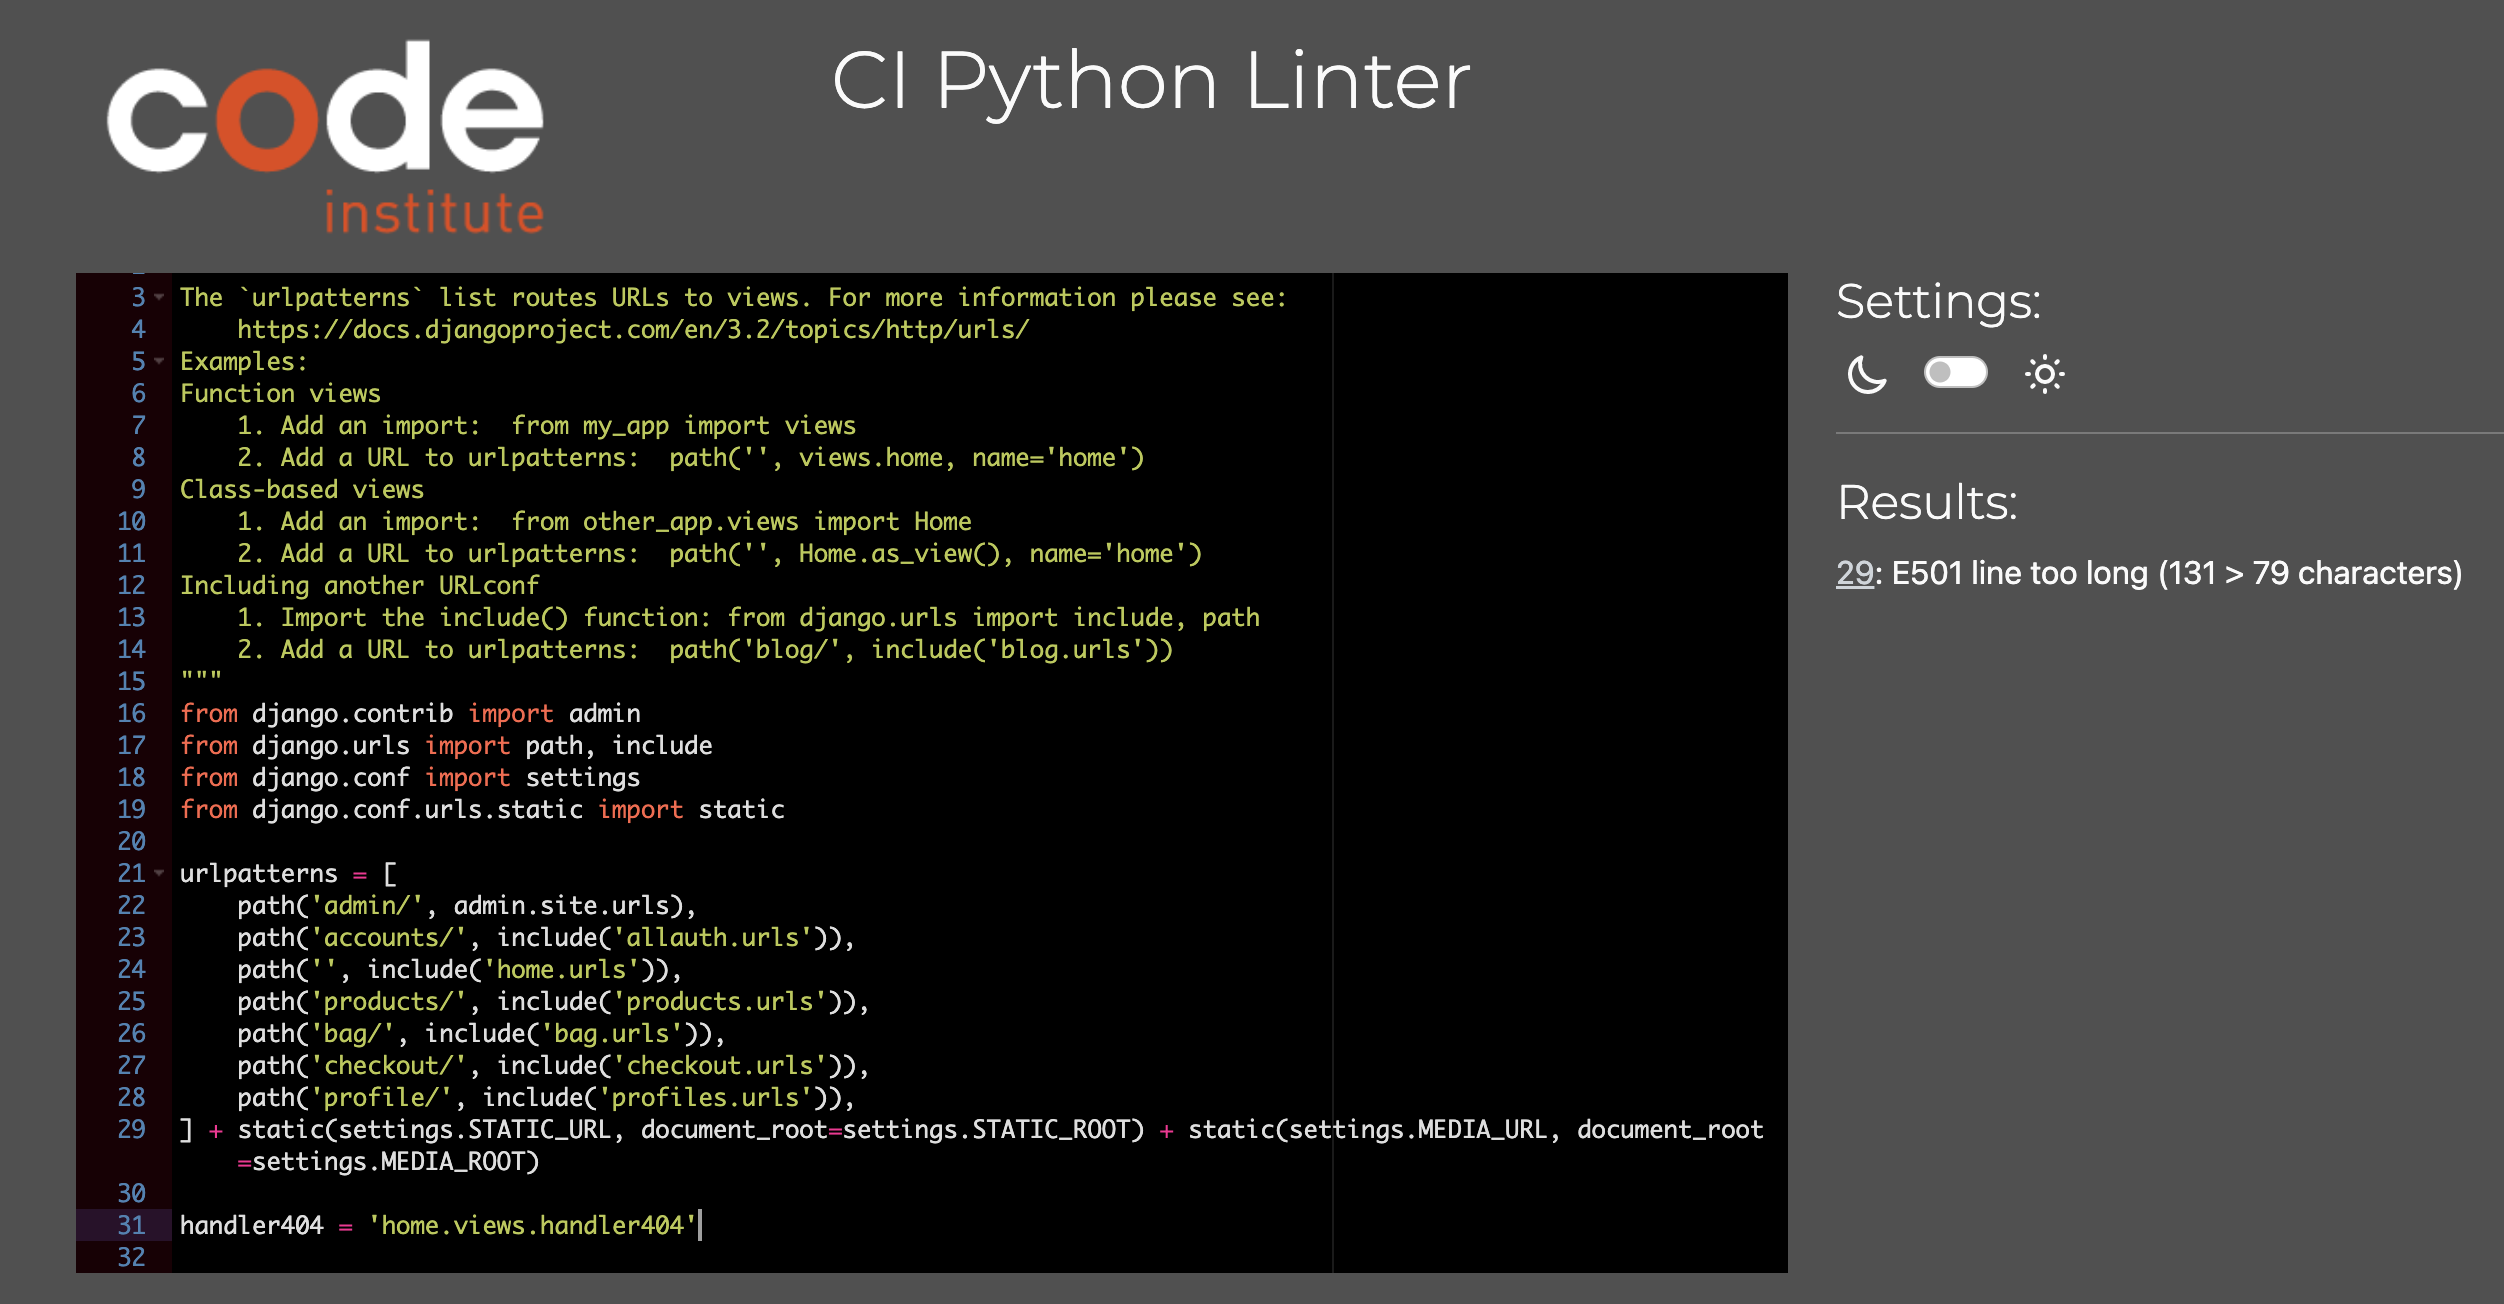 code
institute
CI Python Linter
3 The `urlpatterns` list routes URLs to views. For more information please see:
4     https://docs.djangoproject.com/en/3.2/topics/http/urls/
5 Examples:
6 Function views
7     1. Add an import:  from my_app import views
8     2. Add a URL to urlpatterns:  path('', views.home, name='home')
9 Class-based views
10     1. Add an import:  from other_app.views import Home
11     2. Add a URL to urlpatterns:  path('', Home.as_view(), name='home')
12 Including another URLconf
13     1. Import the include() function: from django.urls import include, path
14     2. Add a URL to urlpatterns:  path('blog/', include('blog.urls'))
15 """
16 from django.contrib import admin
17 from django.urls import path, include
18 from django.conf import settings
19 from django.conf.urls.static import static
20
21 urlpatterns = [
22     path('admin/', admin.site.urls),
23     path('accounts/', include('allauth.urls')),
24     path('', include('home.urls')),
25     path('products/', include('products.urls')),
26     path('bag/', include('bag.urls')),
27     path('checkout/', include('checkout.urls')),
28     path('profile/', include('profiles.urls')),
29 ] + static(settings.STATIC_URL, document_root=settings.STATIC_ROOT) + static(settings.MEDIA_URL, document_root
    =settings.MEDIA_ROOT)
30
31 handler404 = 'home.views.handler404'
32
Settings:
Results:
29: E501 line too long (131 > 79 characters)